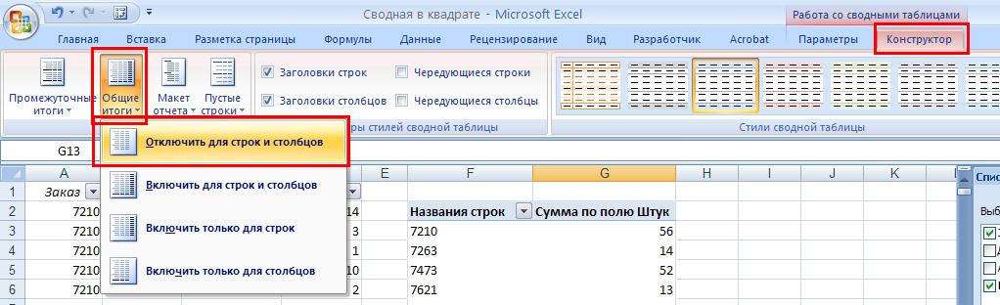 Сводная в квадрате - Microsoft Excel
Работа со сводными таблицами
Главная Вставка Разметка страницы Формулы Данные Рецензирование Вид Разработчик Acrobat Параметры Конструктор
Промежуточные итоги
Общие итоги
Макет отчета
Пустые строки
Заголовки строк
Чередующиеся строки
Заголовки столбцов
Чередующиеся столбцы
Стили сводной таблицы
Отключить для строк и столбцов
Включить для строк и столбцов
Включить только для строк
Включить только для столбцов
ры стилей сводной таблицы
G13
A E F G H I J K
1 Заказ
2 7210 14 Названия строк Сумма по полю Штук
3 7210 3 7210 56
4 7210 1 7263 14
5 7210 10 7473 52
6 7210 2 7621 13
Спис
Выб